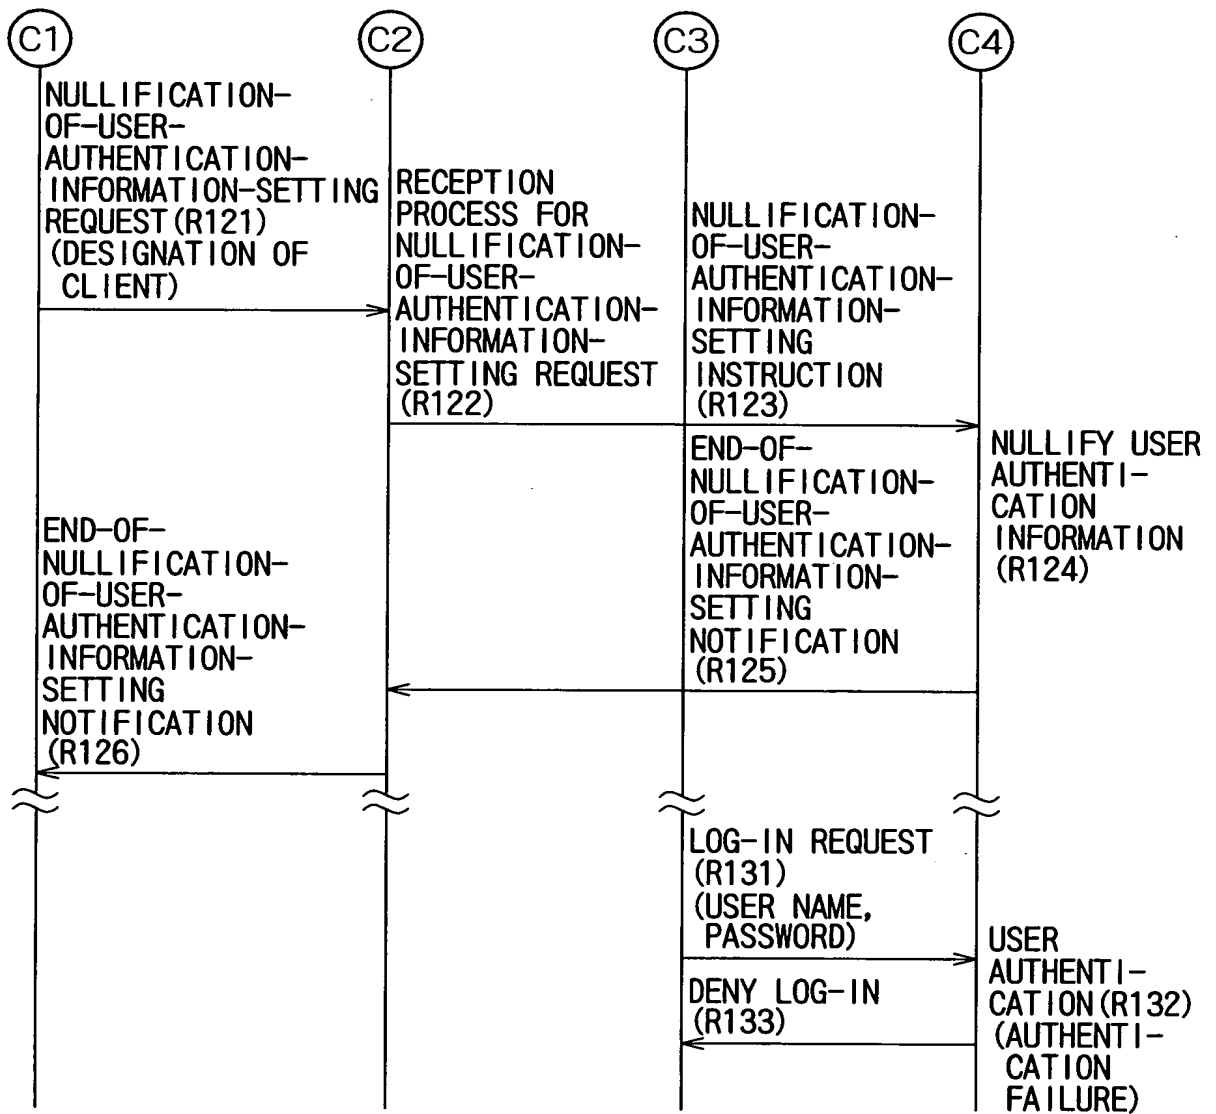 C1
C2
C3
C4
NULLIFICATION-
OF-USER-
AUTHENTICATION-
INFORMATION-SETTING
REQUEST(R121)
(DESIGNATION OF
CLIENT)
RECEPTION
PROCESS FOR
NULLIFICATION-
OF-USER-
AUTHENTICATION-
INFORMATION-
SETTING REQUEST
(R122)
NULLIFICATION-
OF-USER-
AUTHENTICATION-
INFORMATION-
SETTING
INSTRUCTION
(R123)
NULLIFY USER
AUTHENTI-
CATION
INFORMATION
(R124)
END-OF-
NULLIFICATION-
OF-USER-
AUTHENTICATION-
INFORMATION-
SETTING
NOTIFICATION
(R125)
END-OF-
NULLIFICATION-
OF-USER-
AUTHENTICATION-
INFORMATION-
SETTING
NOTIFICATION
(R126)
LOG-IN REQUEST
(R131)
(USER NAME,
PASSWORD)
USER
AUTHENTI-
CATION(R132)
(AUTHENTI-
CATION
FAILURE)
DENY LOG-IN
(R133)